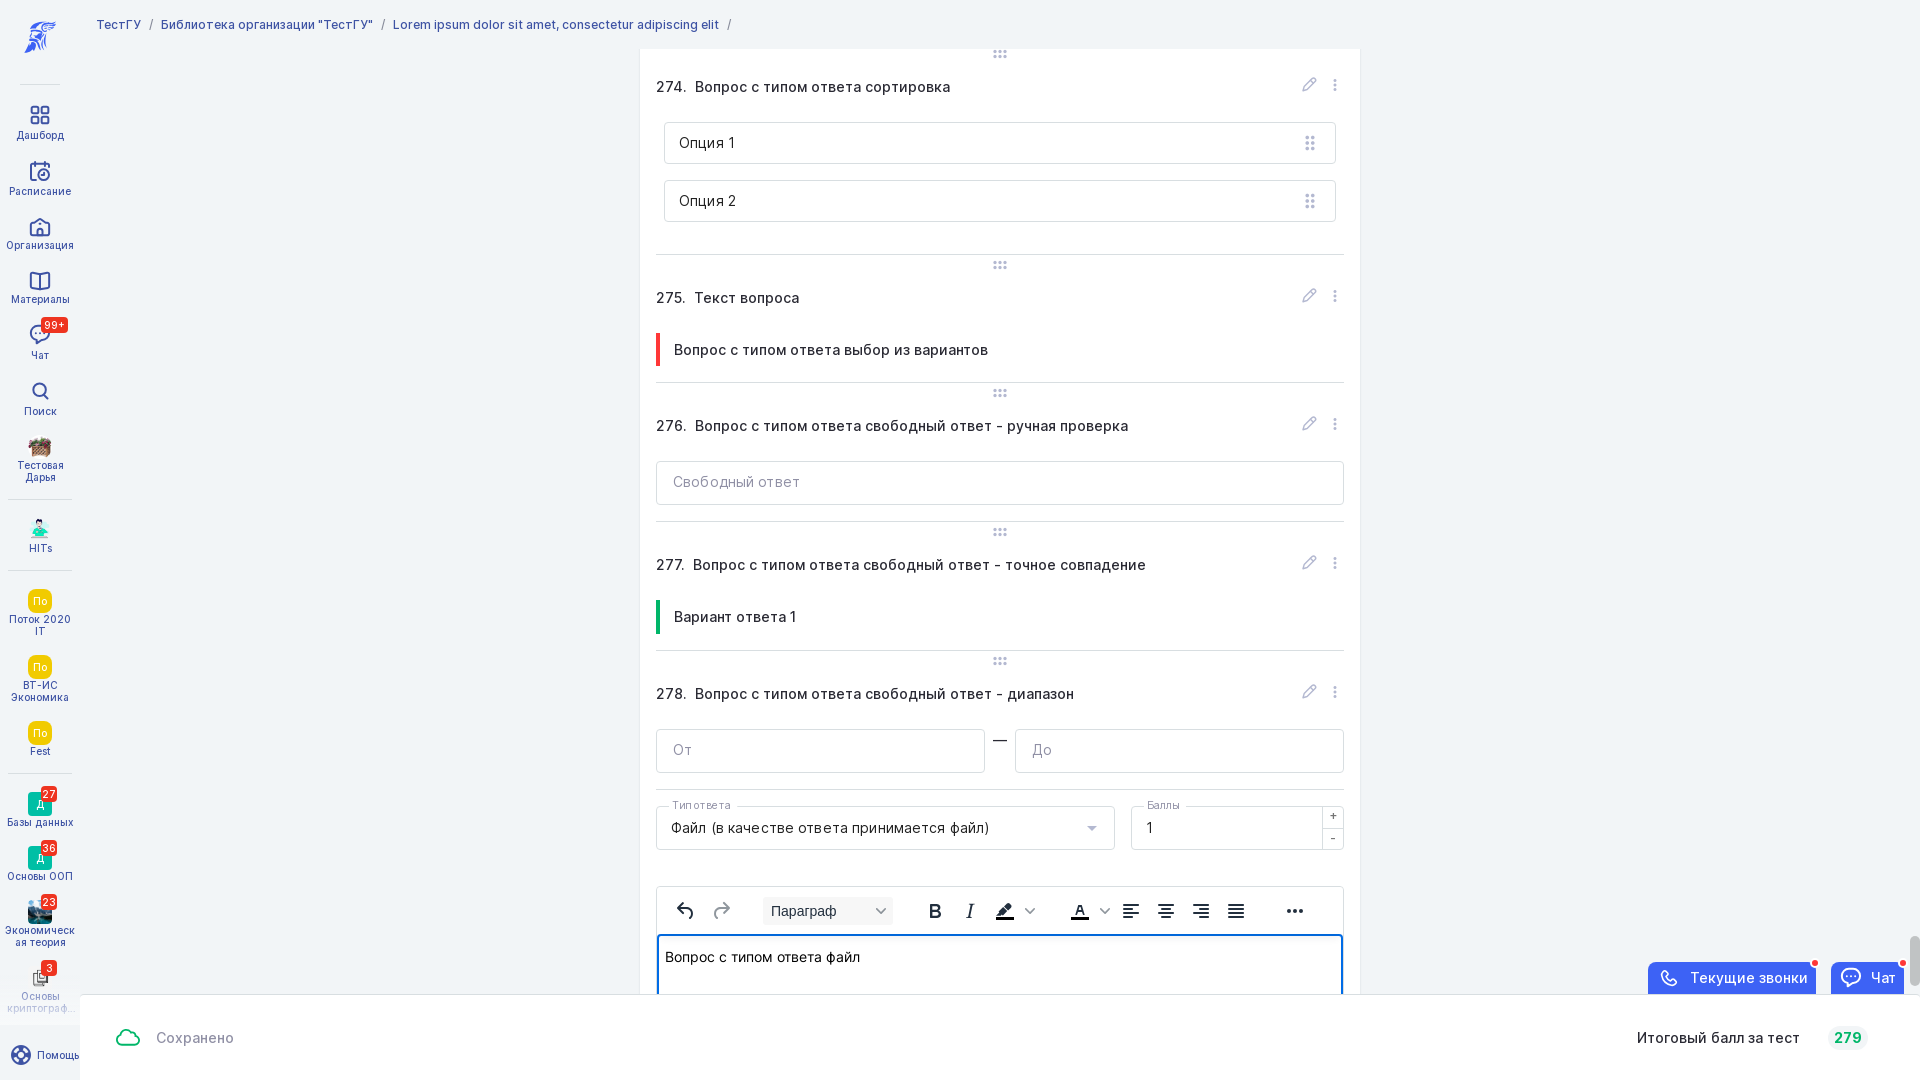 ТестГУ / Библиотека организации "ТестГУ" / Lorem ipsum dolor sit amet, consectetur adipiscing elit /
Дашборд
Расписание
Организация
Материалы
99+
Чат
Поиск
Тестовая
Дарья
HITs
По
Поток 2020
IT
По
ВТ-ИС
Экономика
По
Fest
27
Д
Базы данных
36
Д
Основы ООП
23
Экономическ
ая теория
3
Основы
криптограф...
Помощь
274. Вопрос с типом ответа сортировка
Опция 1
Опция 2
275. Текст вопроса
Вопрос с типом ответа выбор из вариантов
276. Вопрос с типом ответа свободный ответ - ручная проверка
Свободный ответ
277. Вопрос с типом ответа свободный ответ - точное совпадение
Вариант ответа 1
278. Вопрос с типом ответа свободный ответ - диапазон
От — До
Тип ответа
Файл (в качестве ответа принимается файл)
Баллы
1
+
-
Параграф
B I A
Вопрос с типом ответа файл
Текущие звонки
Чат
Сохранено
Итоговый балл за тест 279